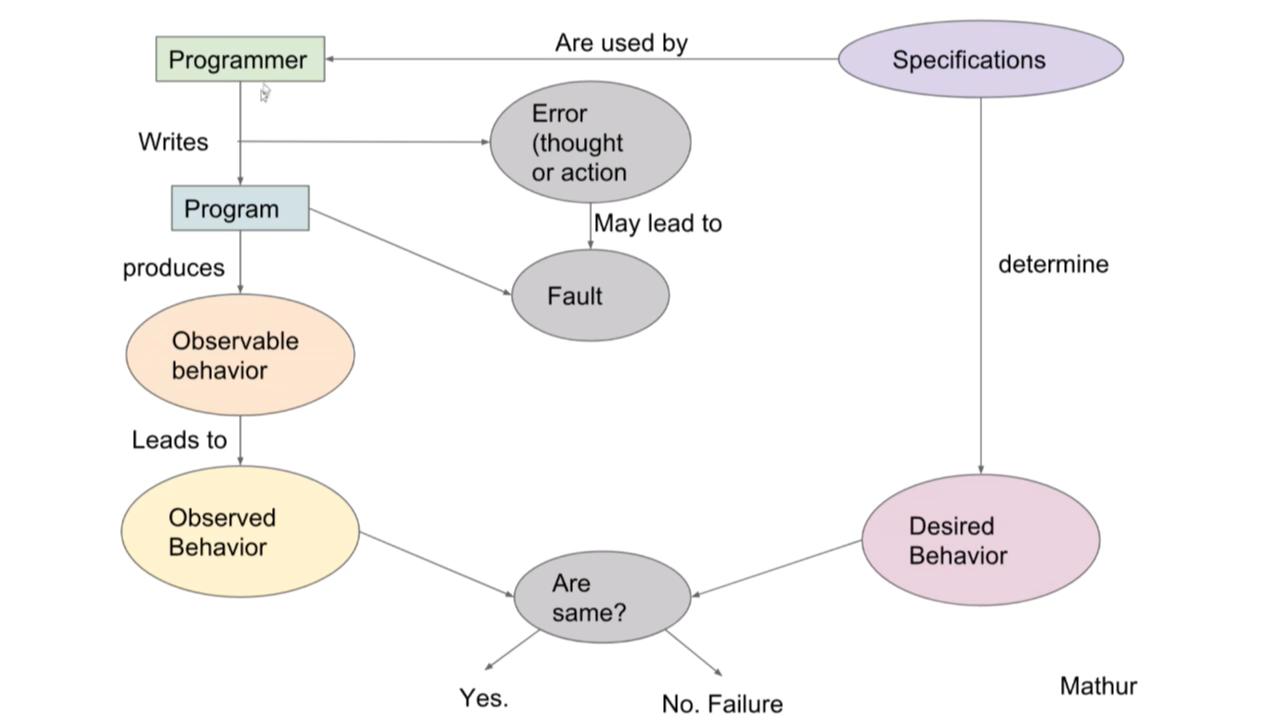 Programmer
Are used by
Specifications
Error
(thought
or action
Writes
Program
May lead to
produces
determine
Fault
Observable
behavior
Leads to
Observed
Behavior
Desired
Behavior
Are
same?
Yes.
No. Failure
Mathur